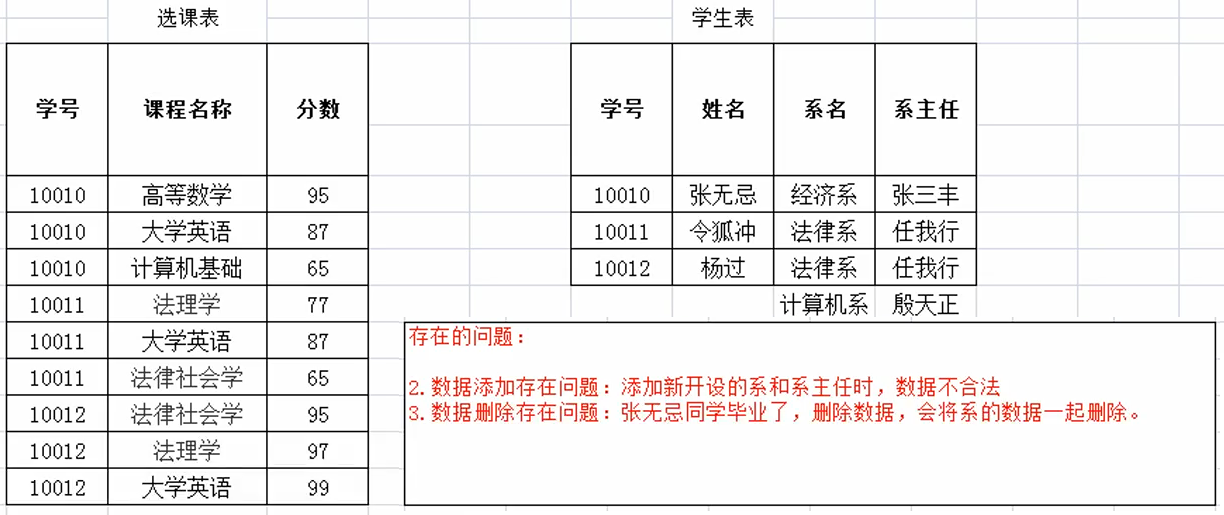 选课表
学号 课程名称 分数
10010 高等数学 95
10010 大学英语 87
10010 计算机基础 65
10011 法理学 77
10011 大学英语 87
10011 法律社会学 65
10012 法律社会学 95
10012 法理学 97
10012 大学英语 99
学生表
学号 姓名 系名 系主任
10010 张无忌 经济系 张三丰
10011 令狐冲 法律系 任我行
10012 杨过 法律系 任我行
计算机系 殷天正
存在的问题：
2.数据添加存在问题：添加新开设的系和系主任时，数据不合法
3.数据删除存在问题：张无忌同学毕业了，删除数据，会将系的数据一起删除。